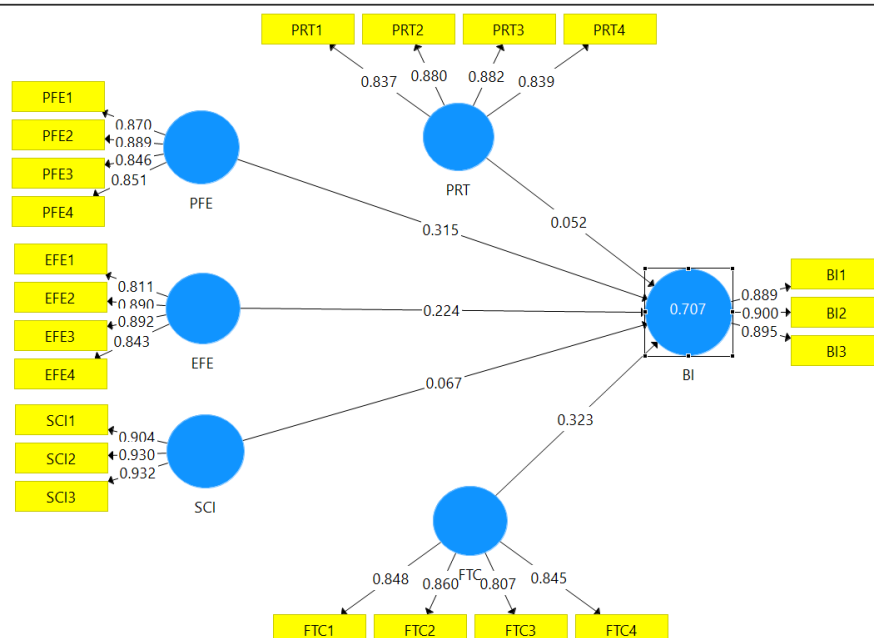 PRT1 PRT2 PRT3 PRT4
0.837 0.880 0.882 0.839
PRT
PFE1
PFE2
PFE3
PFE4
0.870
0.889
0.846
0.851
PFE
0.315
0.052
EFE1
EFE2
EFE3
EFE4
0.811
0.890
0.892
0.843
EFE
0.224
0.707
BI
0.889
0.900
0.895
BI1
BI2
BI3
SCI1
SCI2
SCI3
0.904
0.930
0.932
SCI
0.067
0.323
FTC
0.848 0.860 0.807 0.845
FTC1 FTC2 FTC3 FTC4